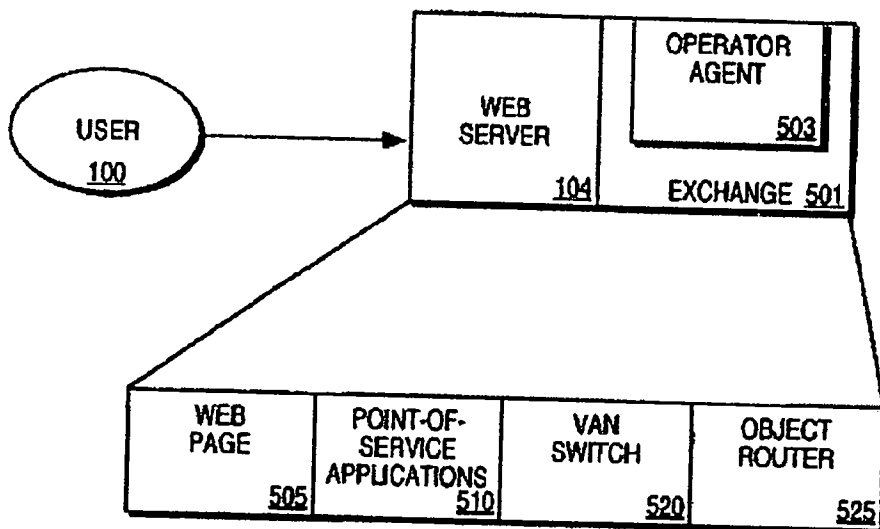 USER
100
WEB
SERVER
104
OPERATOR
AGENT
503
EXCHANGE 501
WEB
PAGE
505
POINT-OF-
SERVICE
APPLICATIONS
510
VAN
SWITCH
520
OBJECT
ROUTER
525